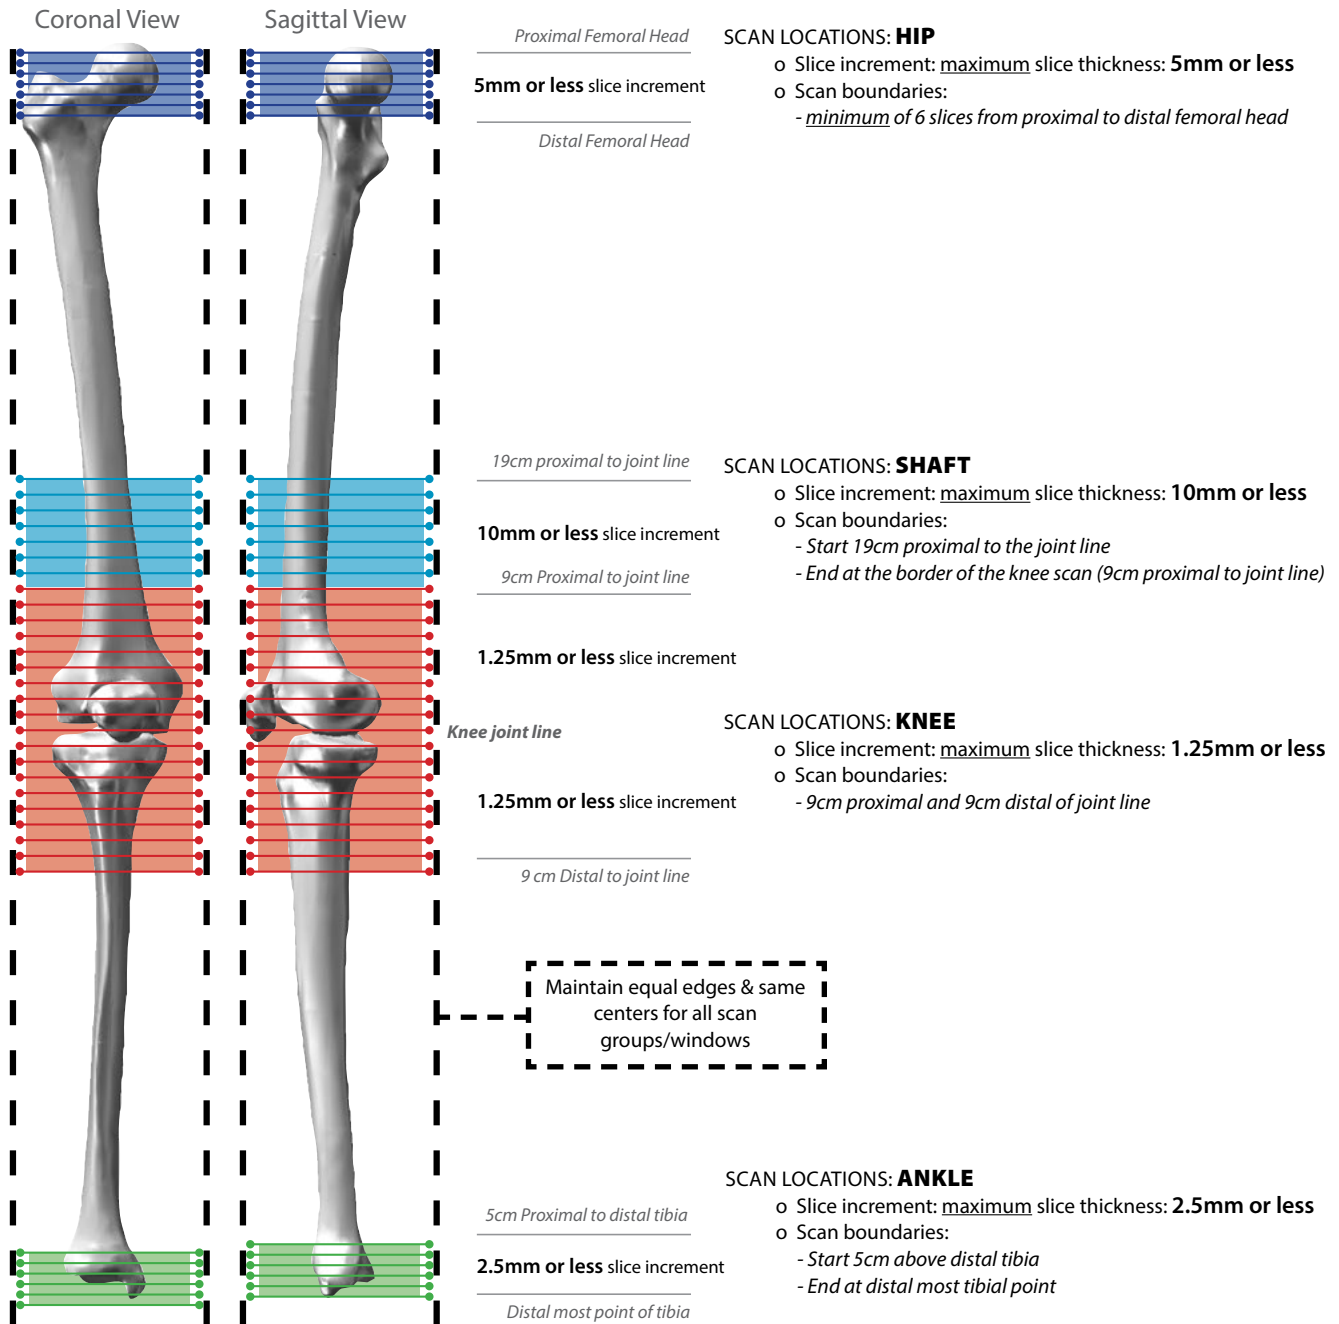 Coronal View
Sagittal View
Proximal Femoral Head
5mm or less slice increment
Distal Femoral Head
SCAN LOCATIONS: HIP
o Slice increment: maximum slice thickness: 5mm or less
o Scan boundaries:
- minimum of 6 slices from proximal to distal femoral head
19cm proximal to joint line
10mm or less slice increment
9cm Proximal to joint line
SCAN LOCATIONS: SHAFT
o Slice increment: maximum slice thickness: 10mm or less
o Scan boundaries:
- Start 19cm proximal to the joint line
- End at the border of the knee scan (9cm proximal to joint line)
1.25mm or less slice increment
Knee joint line
1.25mm or less slice increment
9 cm Distal to joint line
SCAN LOCATIONS: KNEE
o Slice increment: maximum slice thickness: 1.25mm or less
o Scan boundaries:
- 9cm proximal and 9cm distal of joint line
Maintain equal edges & same
centers for all scan
groups/windows
5cm Proximal to distal tibia
2.5mm or less slice increment
Distal most point of tibia
SCAN LOCATIONS: ANKLE
o Slice increment: maximum slice thickness: 2.5mm or less
o Scan boundaries:
- Start 5cm above distal tibia
- End at distal most tibial point